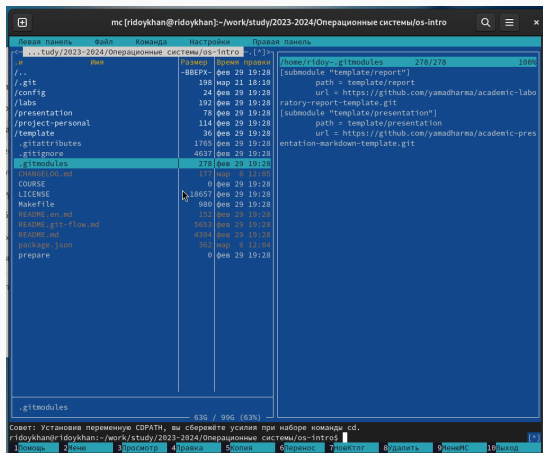 mc [ridoykhan@ridoykhan]:~/work/study/2023-2024/Операционные системы/os-intro
Левая панель Файл Команда Настройки Правая панель
<— ...tudy/2023-2024/Операционные системы/os-intro —.[^]>
.и Имя Размер Время правки
/.. -ВВЕРХ- фев 29 19:28
/.git 198 мар 21 18:10
/config 24 фев 29 19:28
/labs 192 фев 29 19:28
/presentation 78 фев 29 19:28
/project-personal 114 фев 29 19:28
/template 36 фев 29 19:28
.gitattributes 1765 фев 29 19:28
.gitignore 4637 фев 29 19:28
.gitmodules 278 фев 29 19:28
CHANGELOG.md 177 мар 6 12:05
COURSE 0 фев 29 19:28
LICENSE 18657 фев 29 19:28
Makefile 980 фев 29 19:28
README.en.md 152 фев 29 19:28
README.git-flow.md 5653 фев 29 19:28
README.md 4304 фев 29 19:28
package.json 362 мар 6 12:04
prepare 0 фев 29 19:28
.gitmodules
63G / 99G (63%)
/home/ridoy~.gitmodules 278/278 100%
[submodule "template/report"]
path = template/report
url = https://github.com/yamadharma/academic-labo
ratory-report-template.git
[submodule "template/presentation"]
path = template/presentation
url = https://github.com/yamadharma/academic-pres
entation-markdown-template.git
Совет: Установив переменную CDPATH, вы сбережёте усилия при наборе команды cd.
ridoykhan@ridoykhan:~/work/study/2023-2024/Операционные системы/os-intro$ [^]
1Помощь 2Меню 3Просмотр 4Правка 5Копия 6Перенос 7НовКтлг 8Удалить 9МенюMC 10Выход